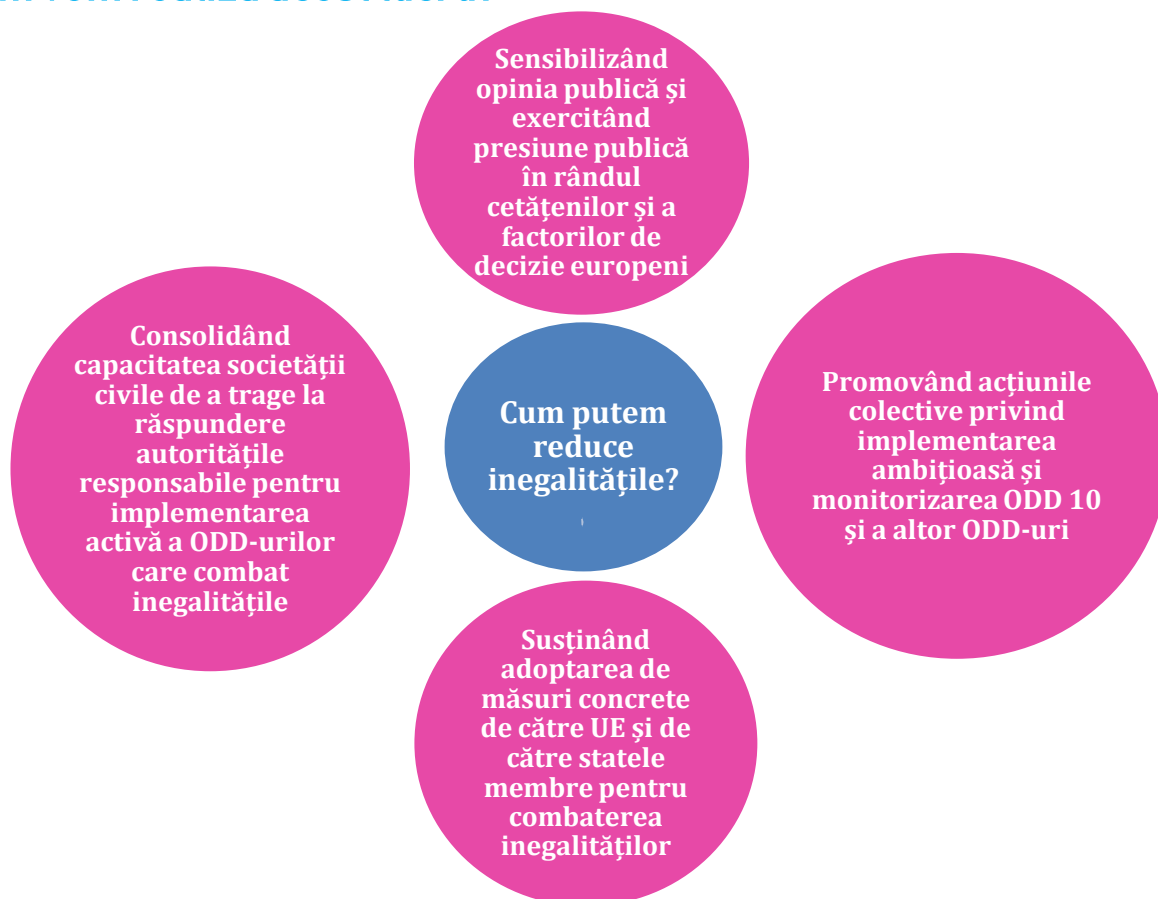 Sensibilizând
opinia publică și
exercitând
presiune publică
în rândul
cetățenilor și a
factorilor de
decizie europeni
Consolidând
capacitatea societății
civile de a trage la
răspundere
autoritățile
responsabile pentru
implementarea
activă a ODD-urilor
care combat
inegalitățile
Cum putem
reduce
inegalitățile?
Promovând acțiunile
colective privind
implementarea
ambițioasă și
monitorizarea ODD 10
și a altor ODD-uri
Susținând
adoptarea de
măsuri concrete
de către UE și de
către statele
membre pentru
combaterea
inegalităților